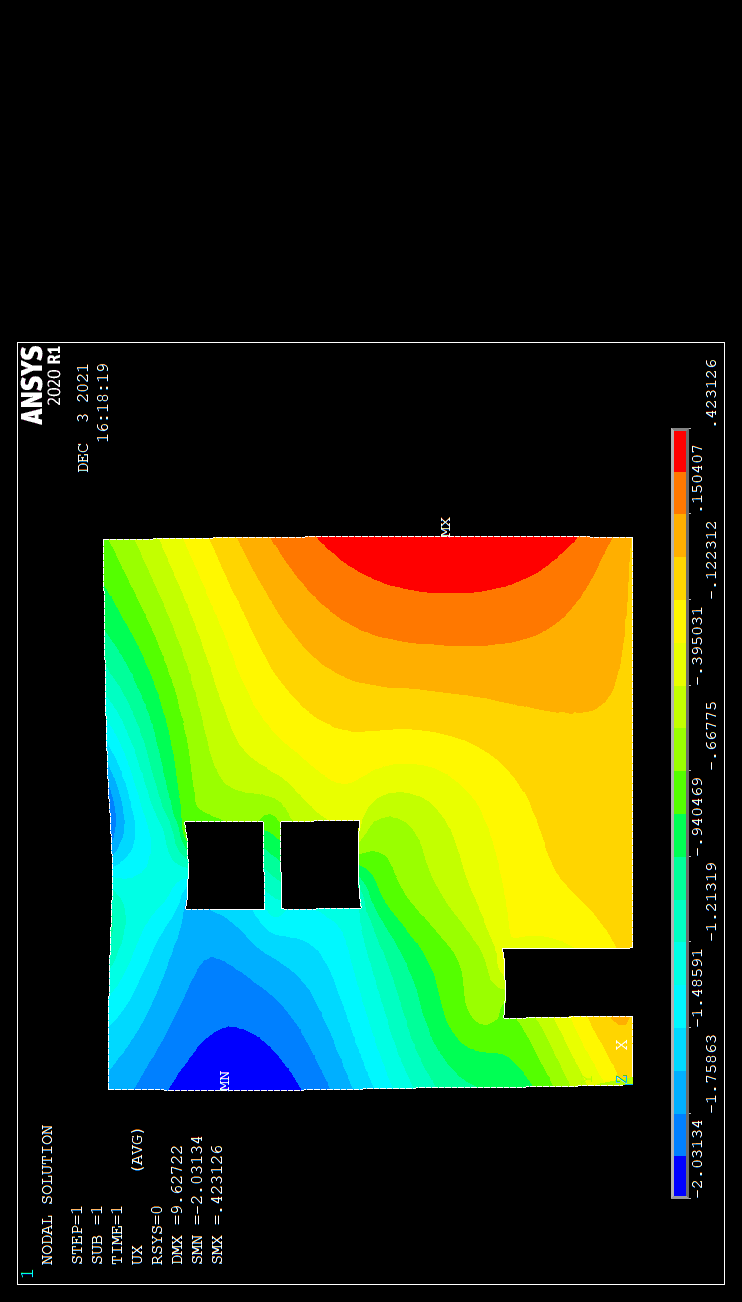 1
NODAL SOLUTION
STEP=1
SUB =1
TIME=1
UX (AVG)
RSYS=0
DMX =9.62722
SMN =-2.03134
SMX =.423126
ANSYS
2020 R1
DEC 3 2021
16:18:19
MN
MX
Z X
-2.03134
-1.75863
-1.48591
-1.21319
-.940469
-.66775
-.395031
-.122312
.150407
.423126